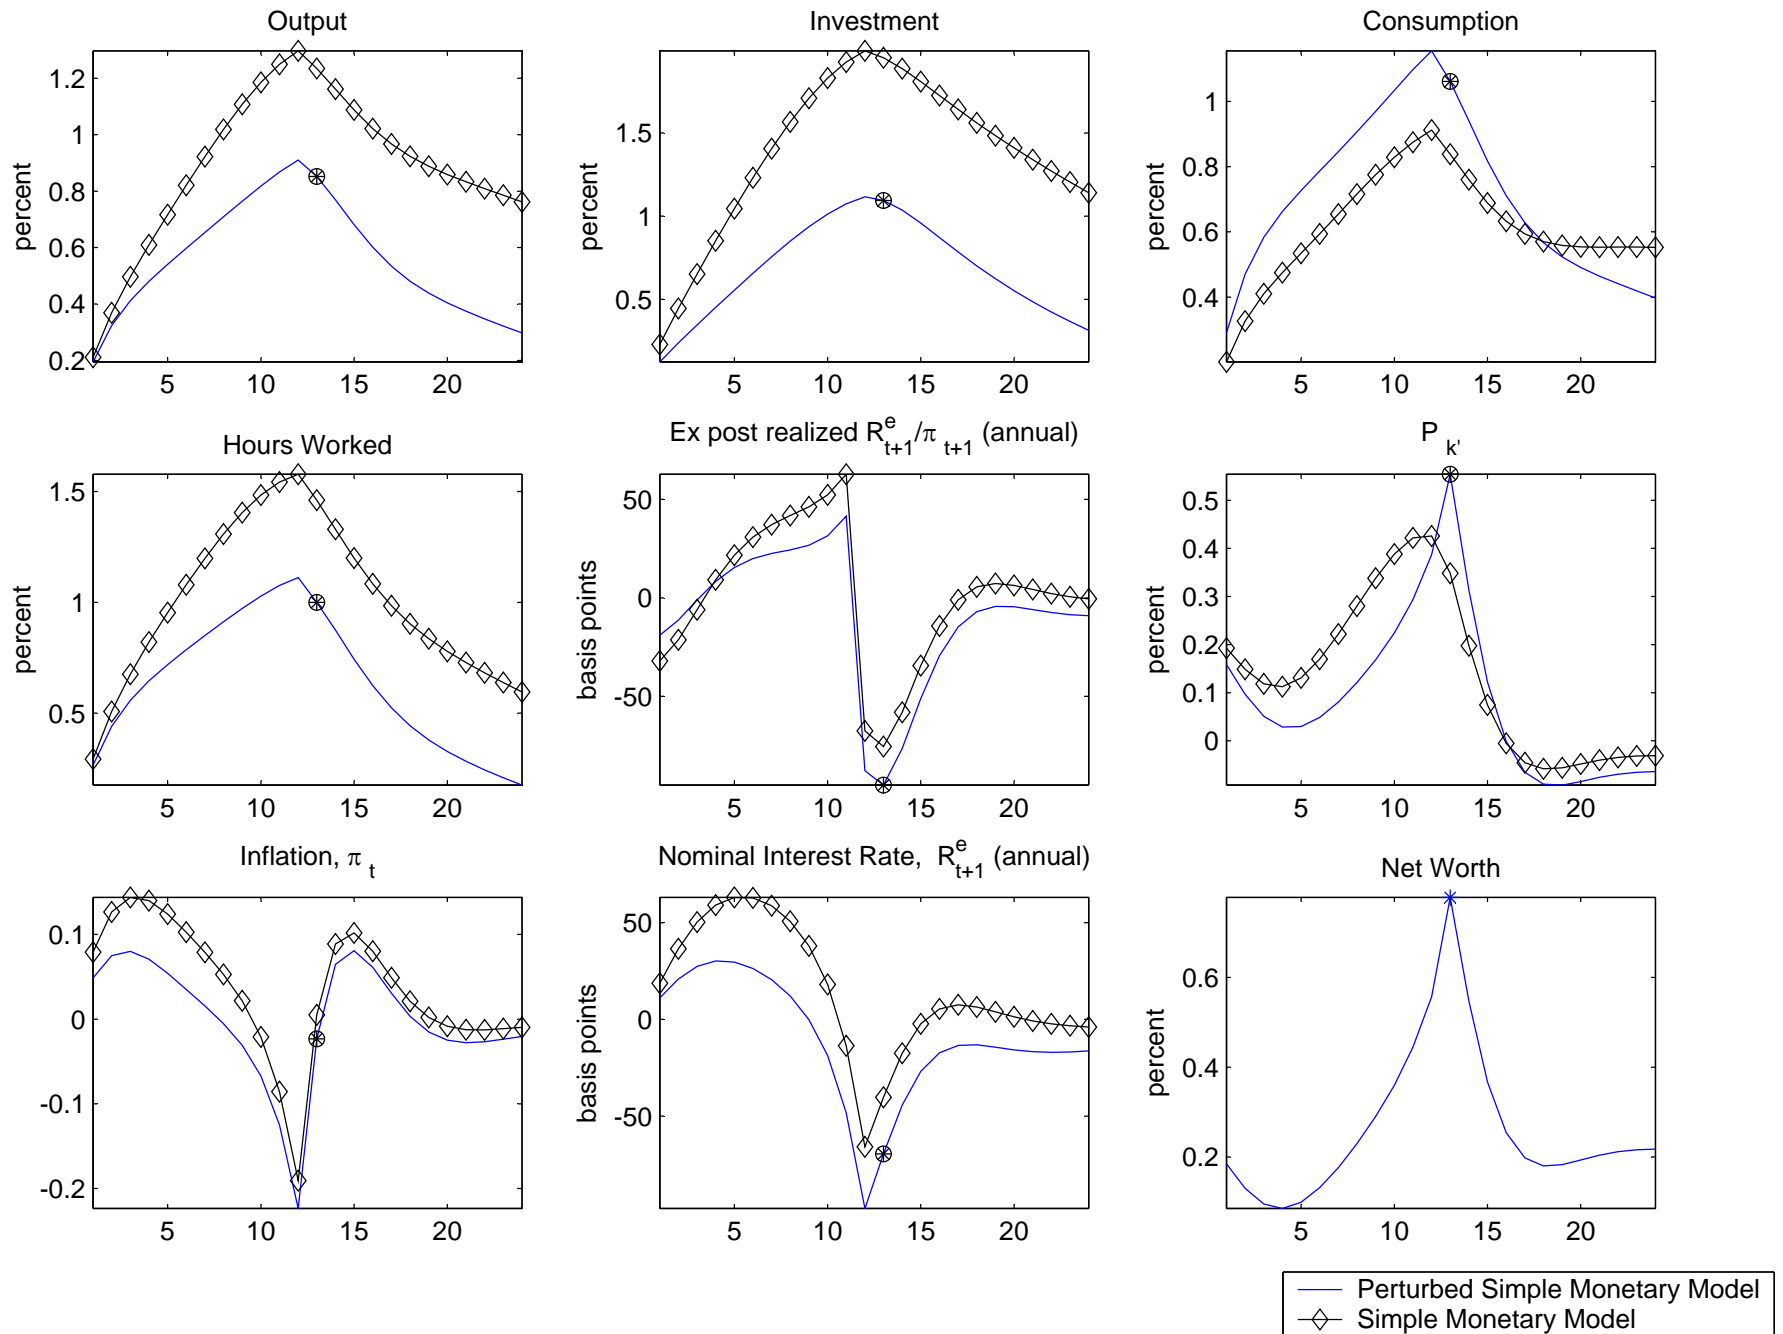 Output
percent
1.2
1
0.8
0.6
0.4
0.2
5 10 15 20
Investment
percent
1.5
1
0.5
5 10 15 20
Consumption
percent
1
0.8
0.6
0.4
5 10 15 20
Hours Worked
percent
1.5
1
0.5
5 10 15 20
Ex post realized R^e_{t+1}/π_{t+1} (annual)
basis points
50
0
-50
5 10 15 20
P_{k'}
percent
0.5
0.4
0.3
0.2
0.1
0
5 10 15 20
Inflation, π_t
0.1
0
-0.1
-0.2
5 10 15 20
Nominal Interest Rate, R^e_{t+1} (annual)
basis points
50
0
-50
5 10 15 20
Net Worth
percent
0.6
0.4
0.2
5 10 15 20
Perturbed Simple Monetary Model
Simple Monetary Model